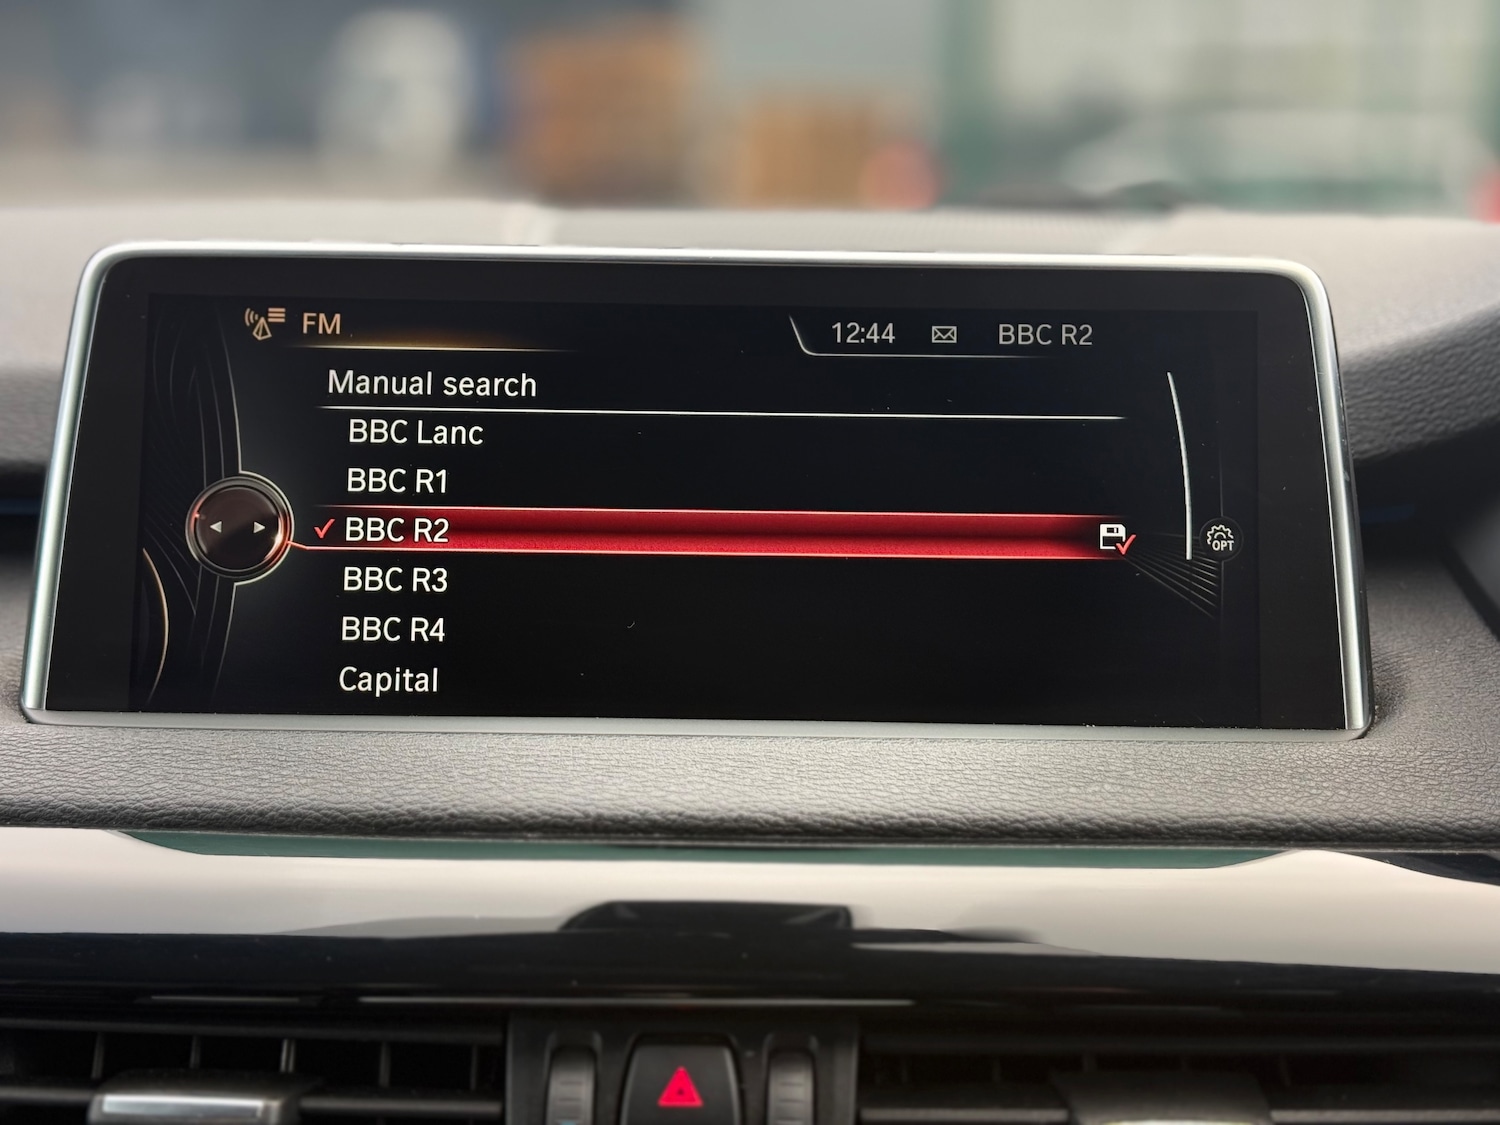 FM
12:44 BBC R2
Manual search
BBC Lanc
BBC R1
BBC R2
BBC R3
BBC R4
Capital
OPT